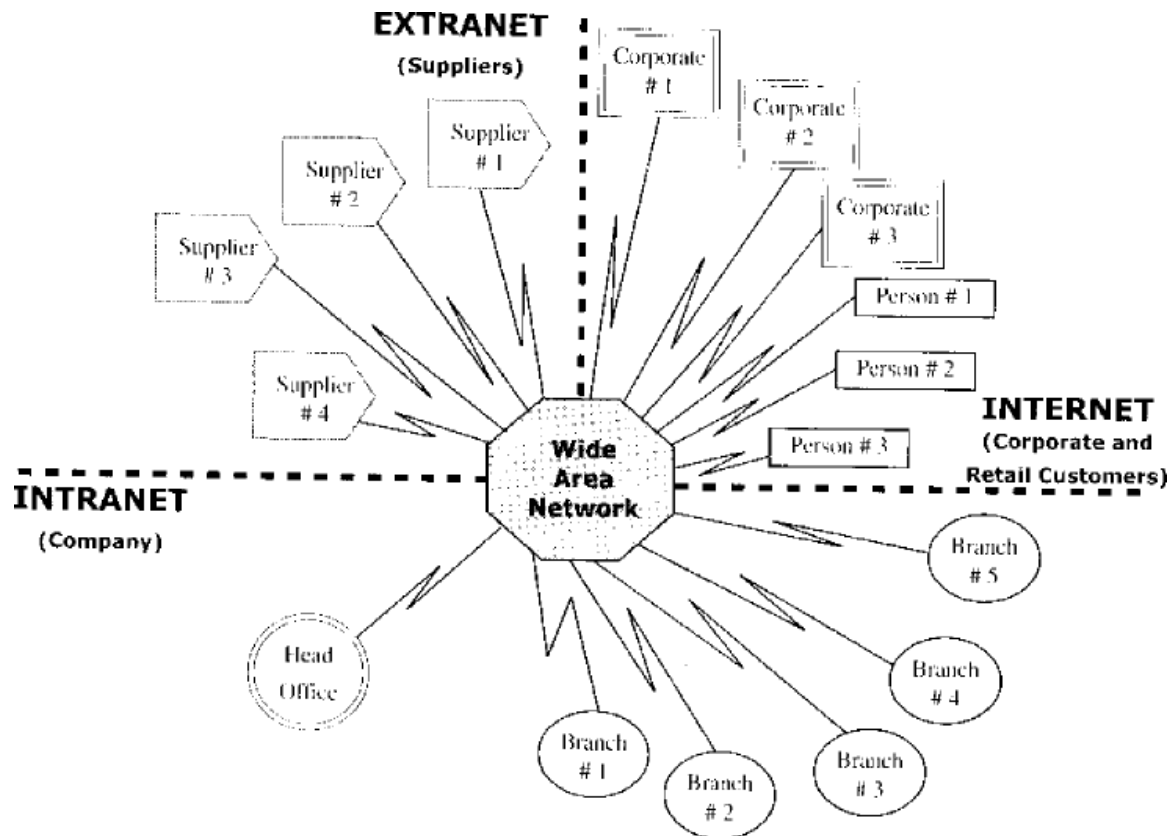 EXTRANET
(Suppliers)
Corporate
# 1
Corporate
# 2
Corporate
# 3
Supplier
# 1
Supplier
# 2
Supplier
# 3
Supplier
# 4
Person # 1
Person # 2
Person # 3
INTERNET
(Corporate and
Retail Customers)
Wide
Area
Network
INTRANET
(Company)
Head
Office
Branch
# 1
Branch
# 2
Branch
# 3
Branch
# 4
Branch
# 5